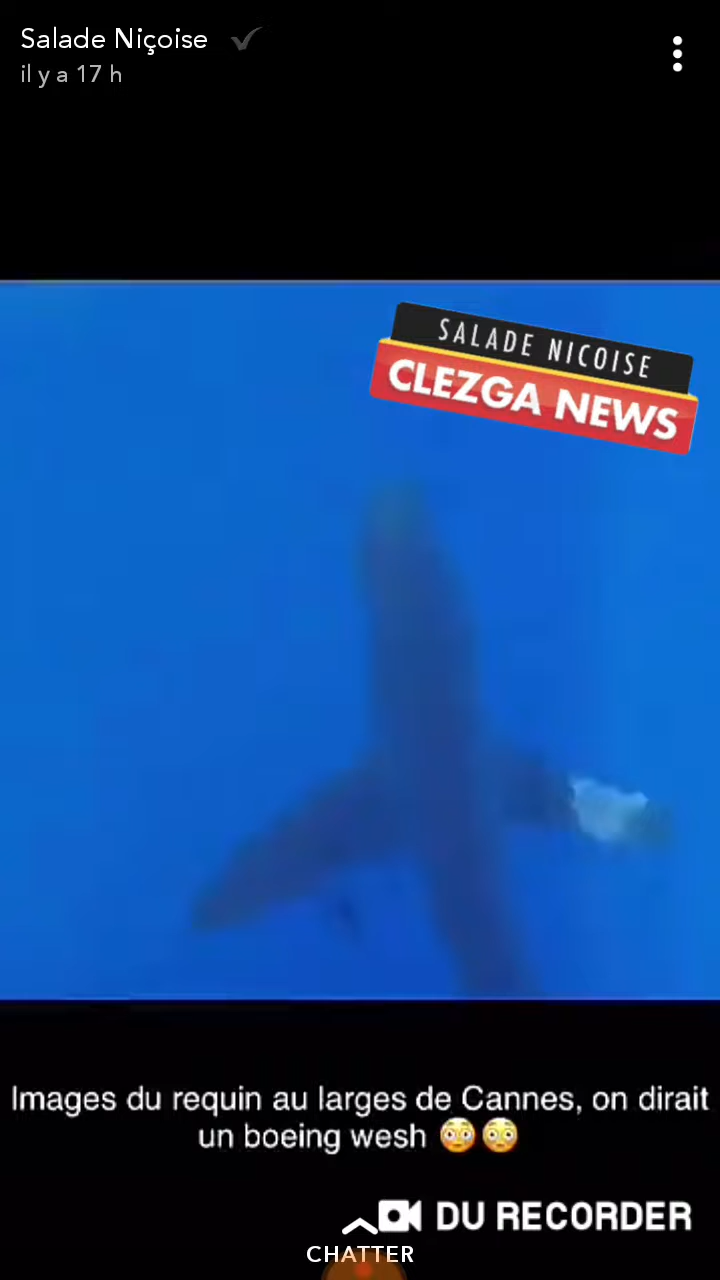 Salade Niçoise
il y a 17 h
SALADE NICOISE
CLEZGA NEWS
Images du requin au larges de Cannes, on dirait
un boeing wesh 😳😳
DU RECORDER
CHATTER